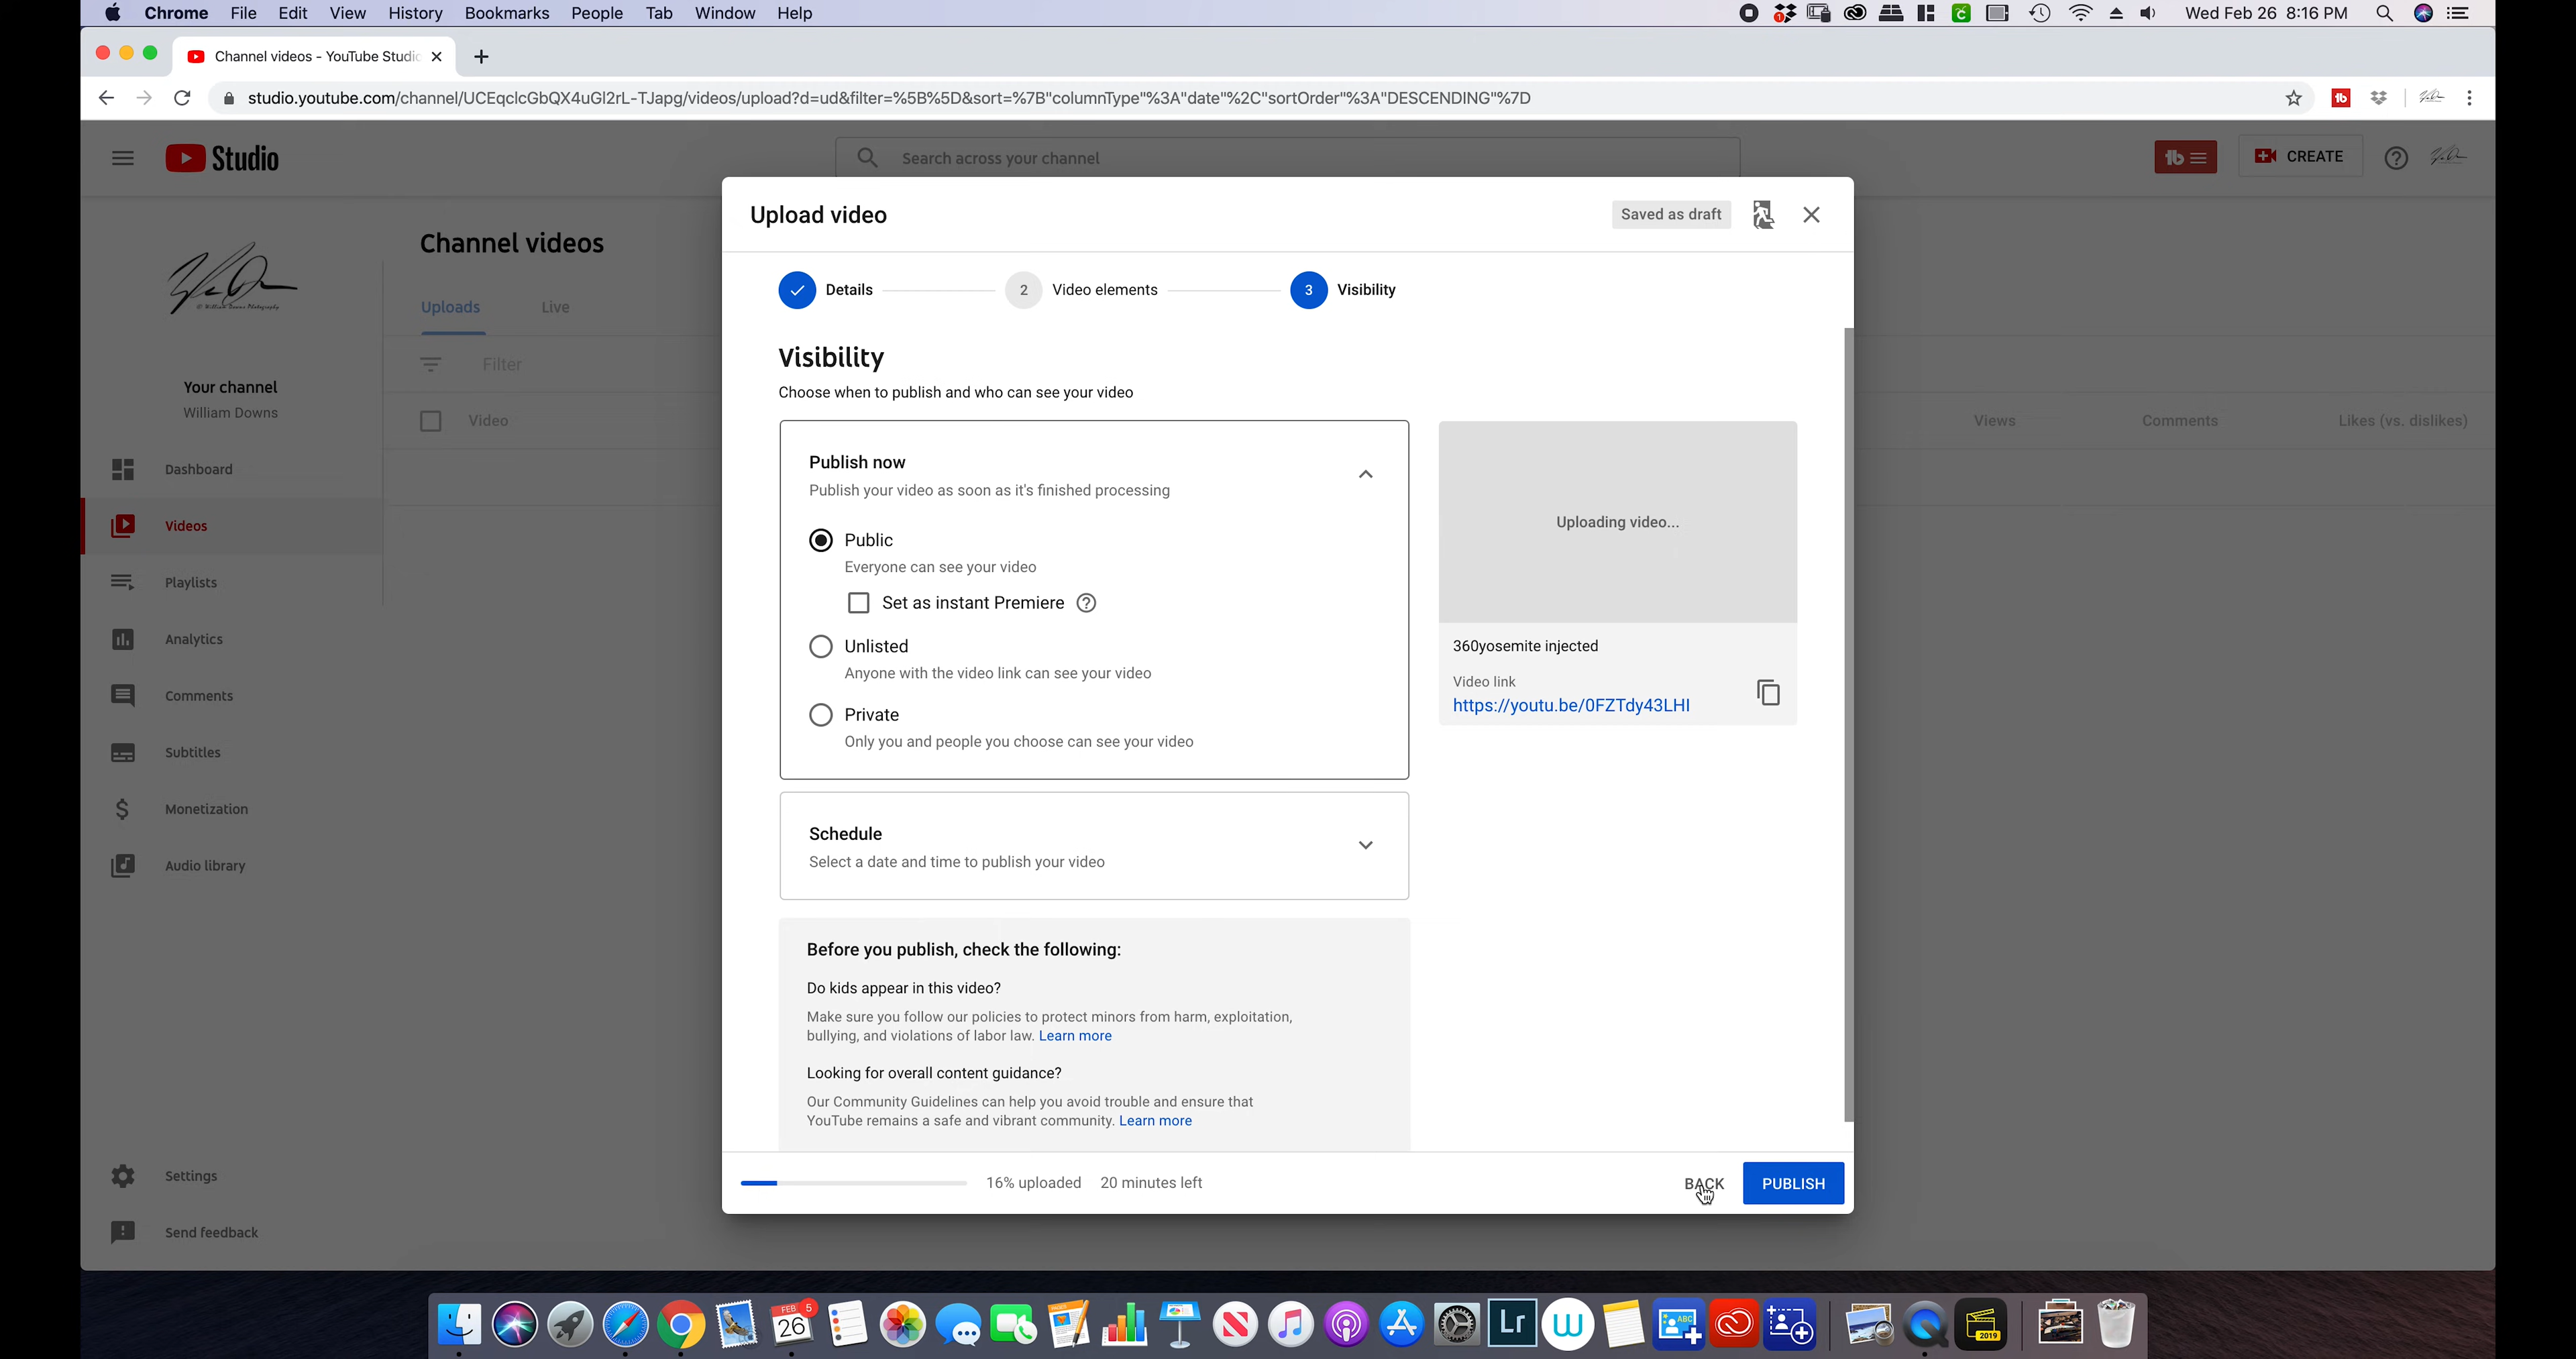 Chrome File Edit View History Bookmarks People Tab Window Help
Wed Feb 26 8:16 PM
Channel videos - YouTube Studio
studio.youtube.com/channel/UCEqclcGbQX4uGl2rL-TJapg/videos/upload?d=ud&filter=%5B%5D&sort=%7B"columnType"%3A"date"%2C"sortOrder"%3A"DESCENDING"%7D
Studio
Search across your channel
CREATE
Your channel
William Downs
Dashboard
Videos
Playlists
Analytics
Comments
Subtitles
Monetization
Audio library
Settings
Send feedback
Channel videos
Uploads Live
Filter
Video Views Comments Likes (vs. dislikes)
Upload video
Saved as draft
Details 2 Video elements 3 Visibility
Visibility
Choose when to publish and who can see your video
Publish now
Publish your video as soon as it's finished processing
Public
Everyone can see your video
Set as instant Premiere
Unlisted
Anyone with the video link can see your video
Private
Only you and people you choose can see your video
Schedule
Select a date and time to publish your video
Before you publish, check the following:
Do kids appear in this video?
Make sure you follow our policies to protect minors from harm, exploitation,
bullying, and violations of labor law. Learn more
Looking for overall content guidance?
Our Community Guidelines can help you avoid trouble and ensure that
YouTube remains a safe and vibrant community. Learn more
Uploading video...
360yosemite injected
Video link
https://youtu.be/0FZTdy43LHI
16% uploaded 20 minutes left
BACK PUBLISH
FEB 5
26
Lr
ABC
2019